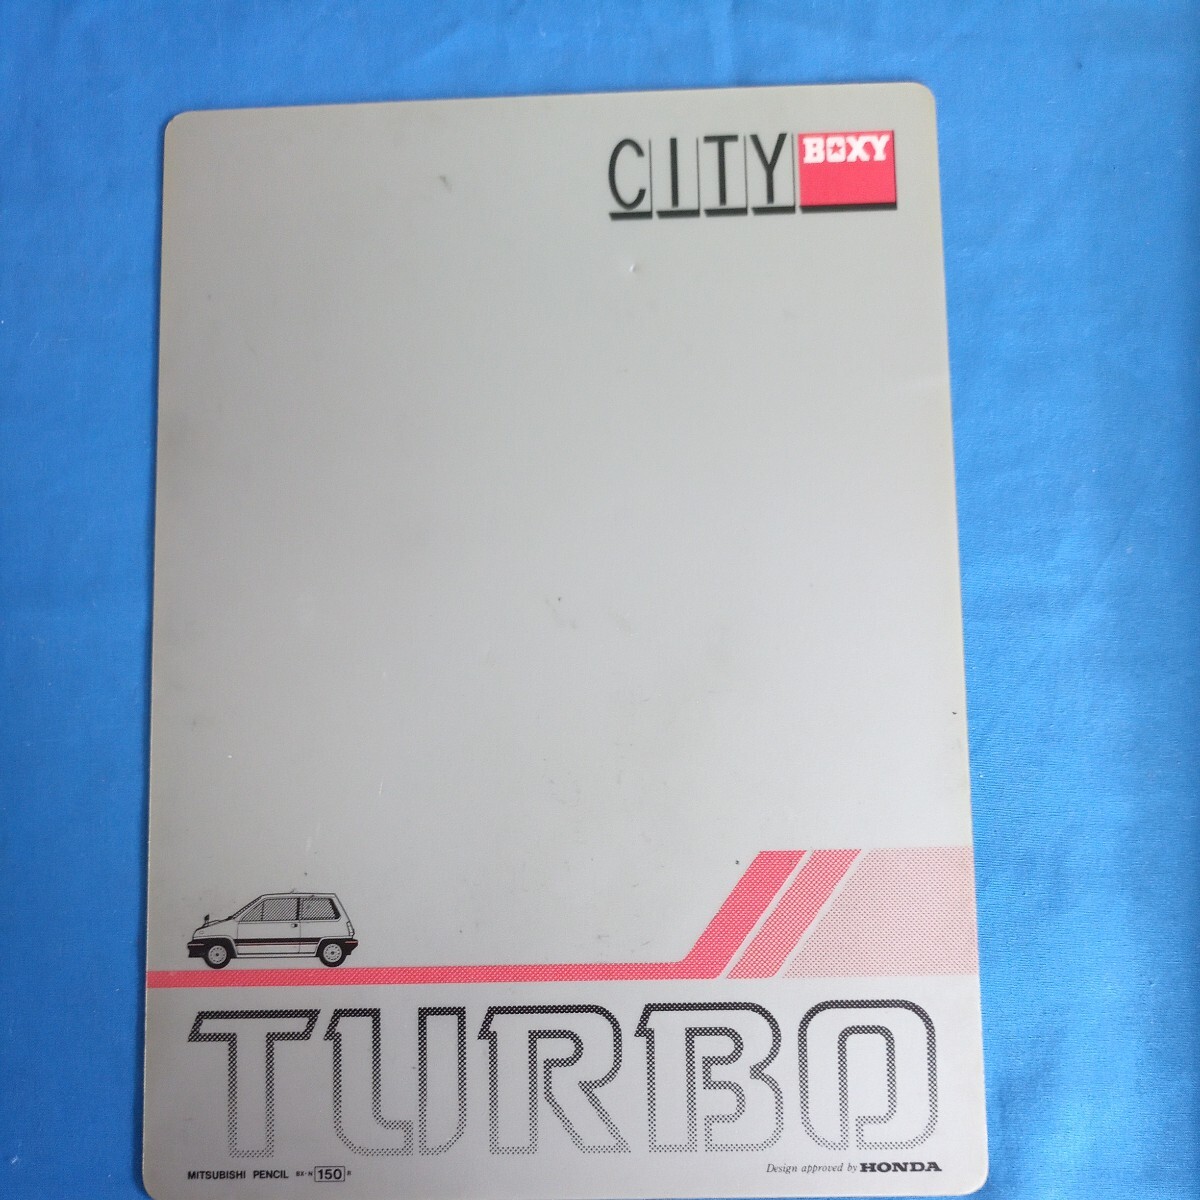 CITY BOXY
TURBO
MITSUBISHI PENCIL BX-N 150 R
Design approved by HONDA